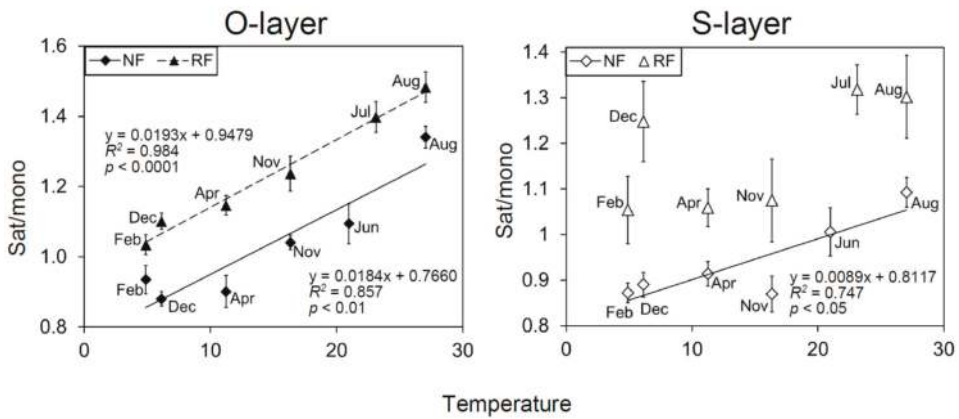 O-layer
S-layer
NF RF
1.6
1.4
1.2
1.0
0.8
Sat/mono
Aug
Jul
Aug
y = 0.0193x + 0.9479
R² = 0.984
p < 0.0001
Nov
Apr
Dec
Feb
Jun
Nov
Feb
Dec
Apr
y = 0.0184x + 0.7660
R² = 0.857
p < 0.01
0 10 20 30
NF RF
1.4
1.3
1.2
1.1
1
0.9
0.8
Sat/mono
Jul
Aug
Dec
Feb
Apr
Nov
Aug
Jun
Apr
Feb
Dec
Nov
y = 0.0089x + 0.8117
R² = 0.747
p < 0.05
0 10 20 30
Temperature